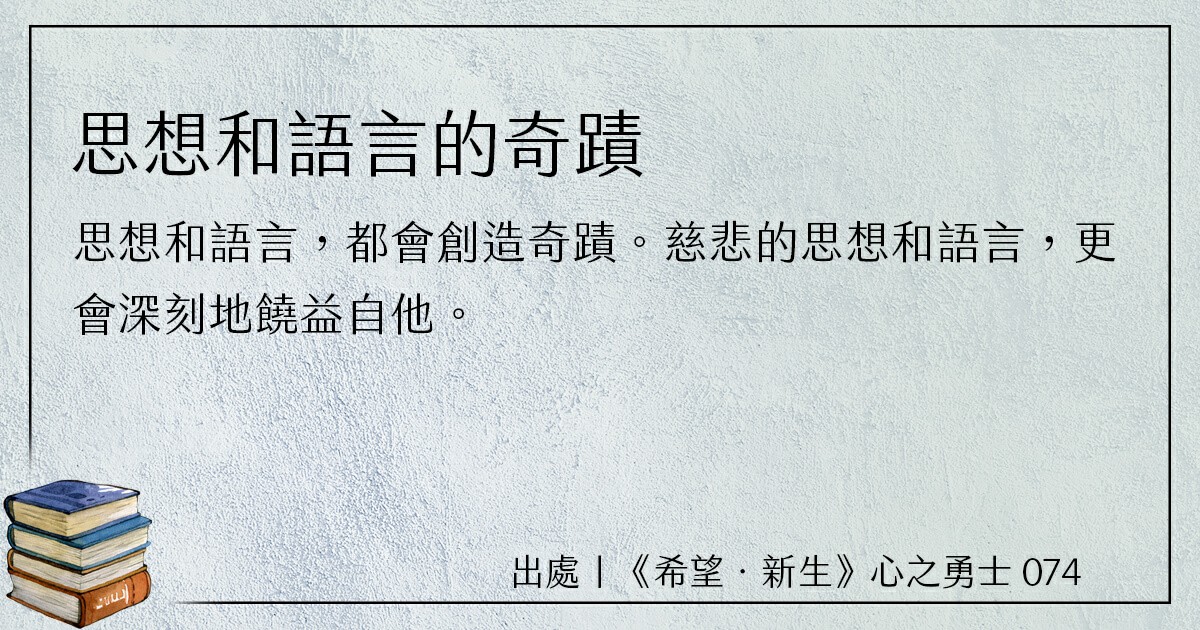 思想和語言的奇蹟
思想和語言，都會創造奇蹟。慈悲的思想和語言，更
會深刻地饒益自他。
出處丨《希望．新生》心之勇士 074